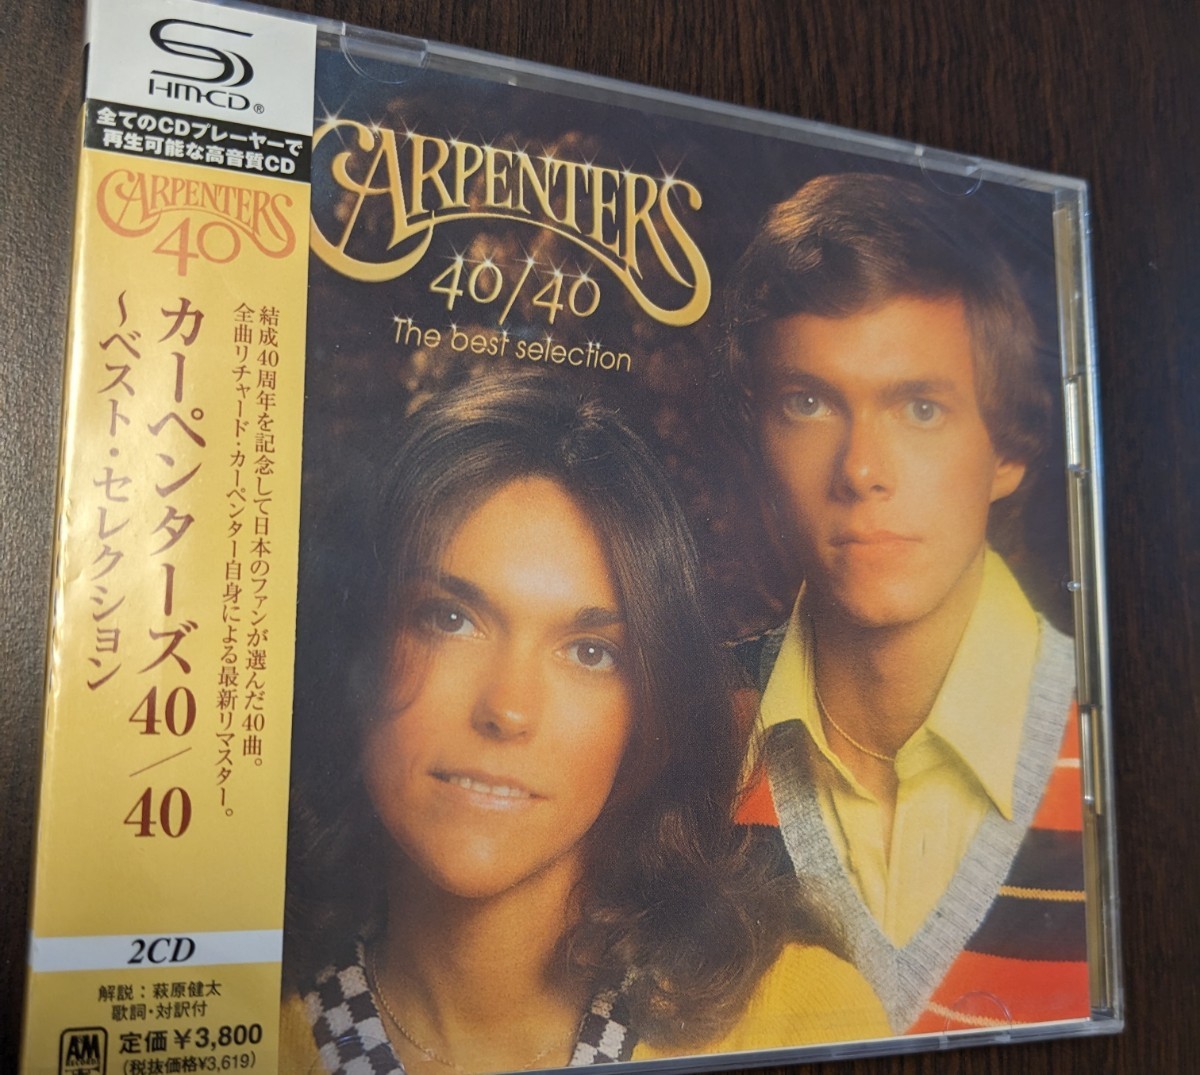 HM-CD®
全てのCDプレーヤーで
再生可能な高音質CD
CARPENTERS
40
カーペンターズ40/40
～ベスト・セレクション
結成40周年を記念して日本のファンが選んだ40曲。
全曲リチャード・カーペンター自身による最新リマスター。
2CD
解説：萩原健太
歌詞・対訳付
A&M
RECORDS
定価￥3,800
(税抜価格￥3,619)
CARPENTERS
40/40
The best selection